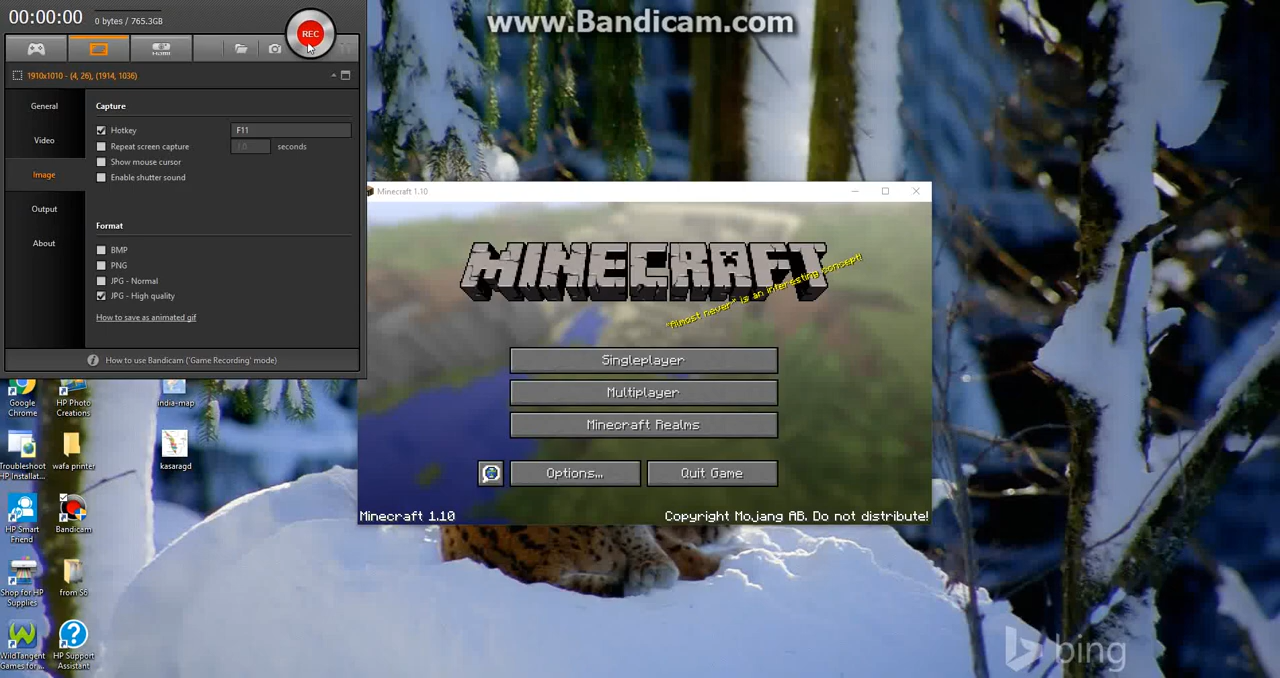 00:00:00
0 bytes / 765.3GB
REC
www.Bandicam.com
1910x1010 - (4, 26), (1914, 1036)
General
Video
Image
Output
About
Capture
Hotkey
F11
Repeat screen capture
1.0
seconds
Show mouse cursor
Enable shutter sound
Format
BMP
PNG
JPG - Normal
JPG - High quality
How to save as animated gif
How to use Bandicam ('Game Recording' mode)
Minecraft 1.10
MINECRAFT
"Almost never" is an interesting concept!
Singleplayer
Multiplayer
Minecraft Realms
Options...
Quit Game
Minecraft 1.10
Copyright Mojang AB. Do not distribute!
Google
Chrome
HP Photo
Creations
india-map
Troubleshoot
HP Installat...
wafa printer
kasaragd
HP Smart
Friend
Bandicam
Shop for HP
Supplies
from S6
WildTangent
Games for...
HP Support
Assistant
bing